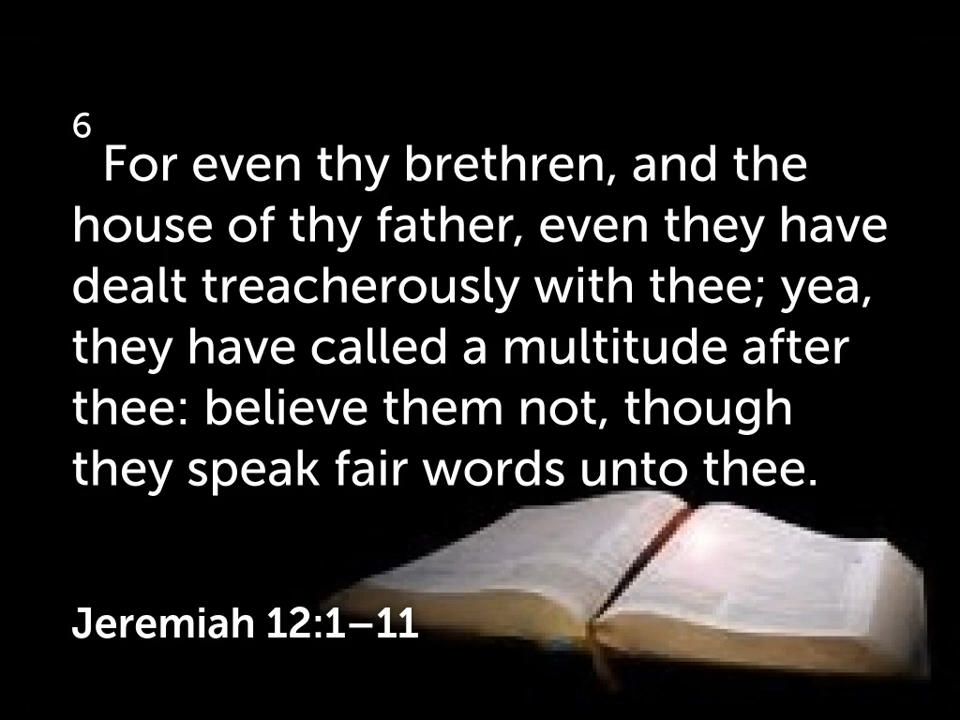 6
For even thy brethren, and the
house of thy father, even they have
dealt treacherously with thee; yea,
they have called a multitude after
thee: believe them not, though
they speak fair words unto thee.
Jeremiah 12:1–11